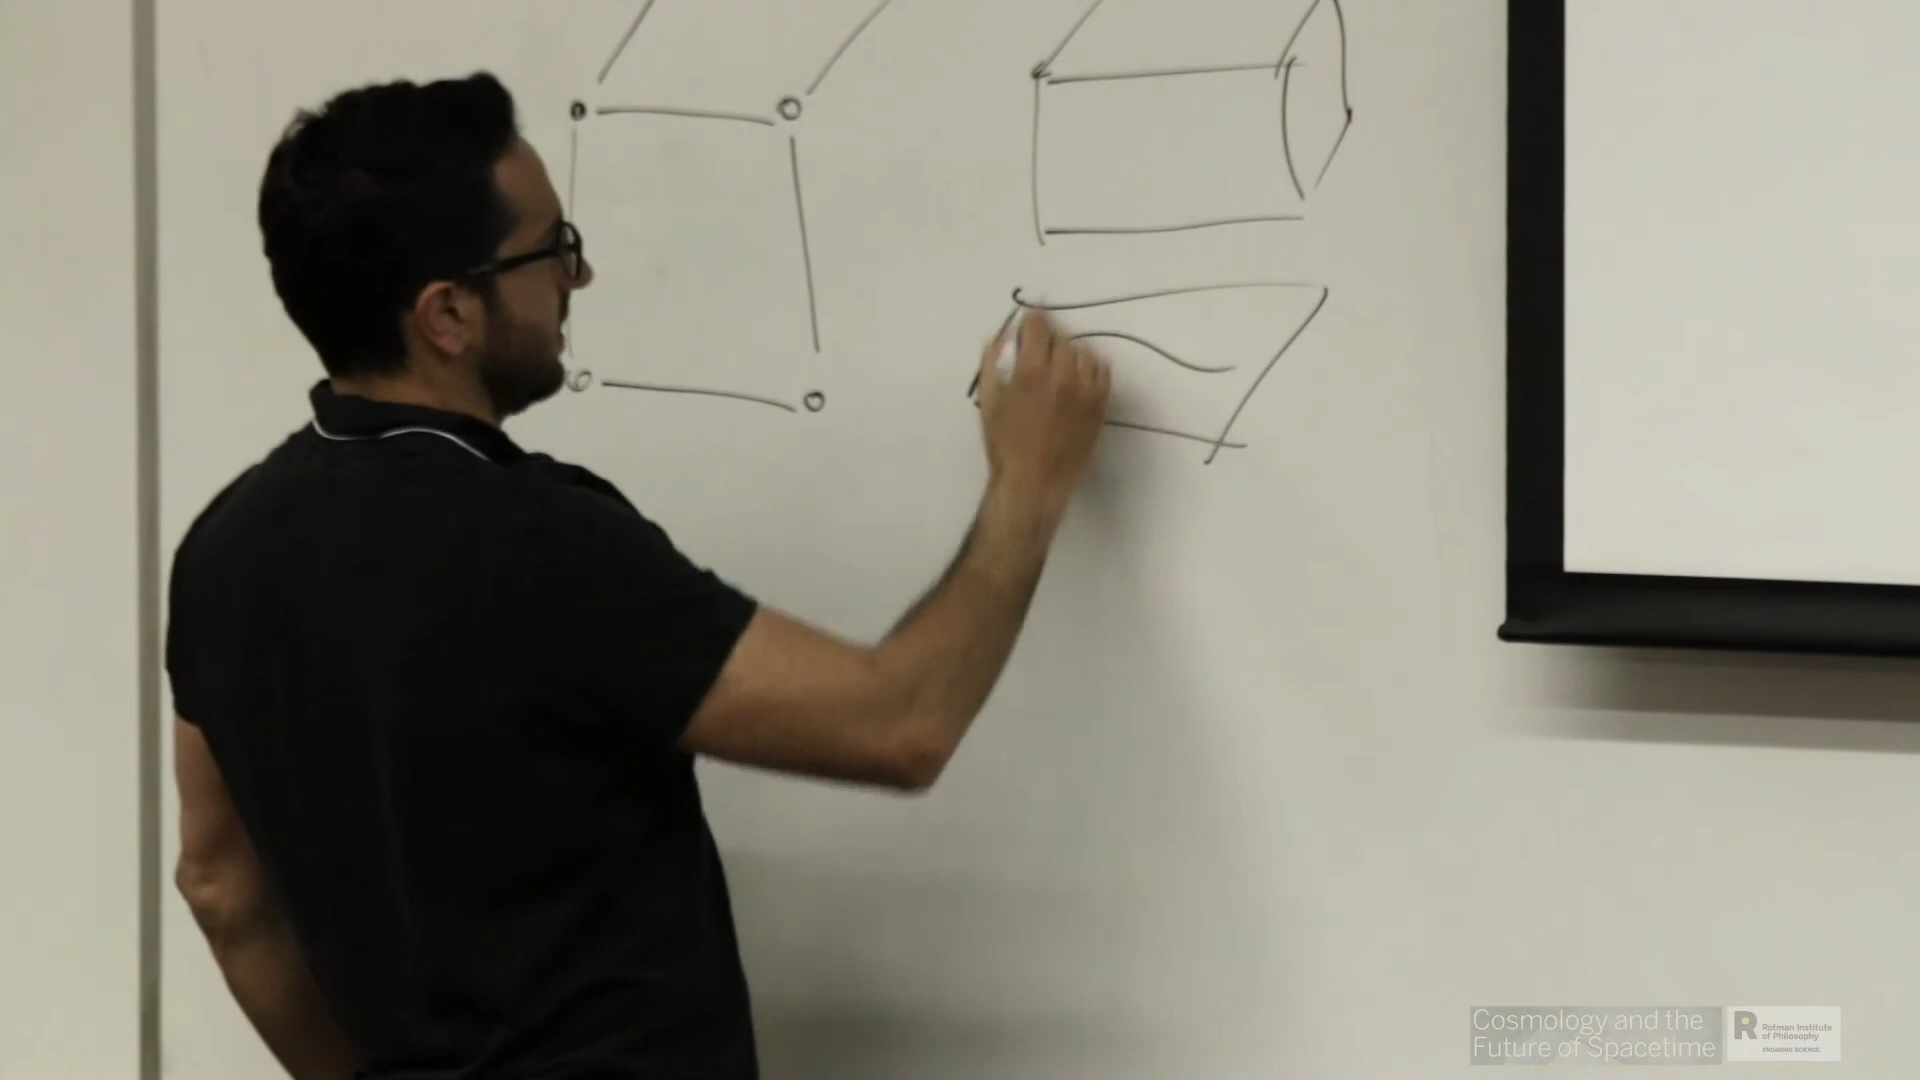 Cosmology and the
Future of Spacetime
R
Rotman Institute
of Philosophy
ENGAGING SCIENCE.